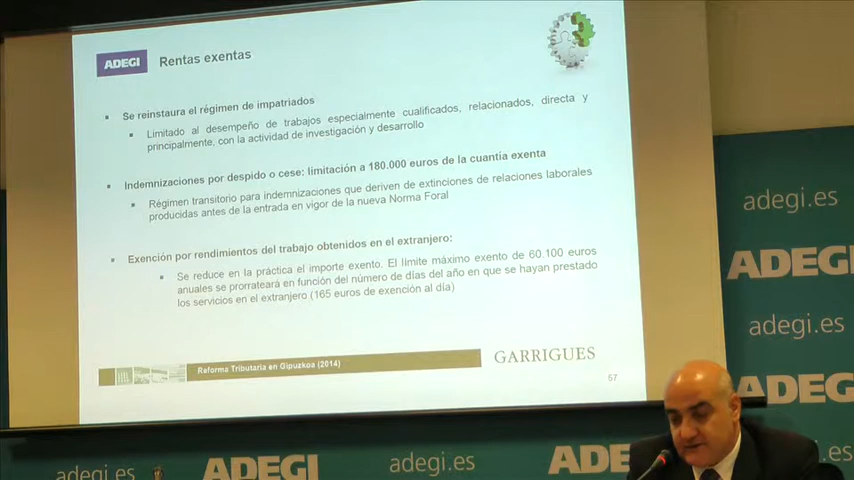 ADEGI
Rentas exentas
Se reinstaura el régimen de impatriados
Limitado al desempeño de trabajos especialmente cualificados, relacionados, directa y
principalmente, con la actividad de investigación y desarrollo
Indemnizaciones por despido o cese: limitación a 180.000 euros de la cuantia exenta
Régimen transitorio para indemnizaciones que deriven de extinciones de relaciones laborales
producidas antes de la entrada en vigor de la nueva Norma Foral
Exención por rendimientos del trabajo obtenidos en el extranjero:
Se reduce en la práctica el importe exento. El límite máximo exento de 60.100 euros
anuales se prorrateará en función del número de días del año en que se hayan prestado
los servicios en el extranjero (165 euros de exención al día)
Reforma Tributaria en Gipuzkoa (2014)
GARRIGUES
57
adegi.es
ADEGI
adegi.es
ADEG
adegi.es
ADEGI
adegi.es
ADEGI
.es